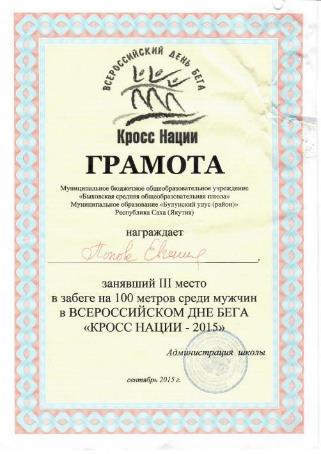 ВСЕРОССИЙСКИЙ ДЕНЬ БЕГА
Кросс Нации
ГРАМОТА
Муниципальное бюджетное общеобразовательное учреждение
«Быковская средняя общеобразовательная школа»
Муниципальное образование «Булунский улус (район)»
Республика Саха (Якутия)
награждает
Попов Евгений
занявший III место
в забеге на 100 метров среди мужчин
в ВСЕРОССИЙСКОМ ДНЕ БЕГА
«КРОСС НАЦИИ - 2015»
Администрация школы
сентябрь 2015 г.